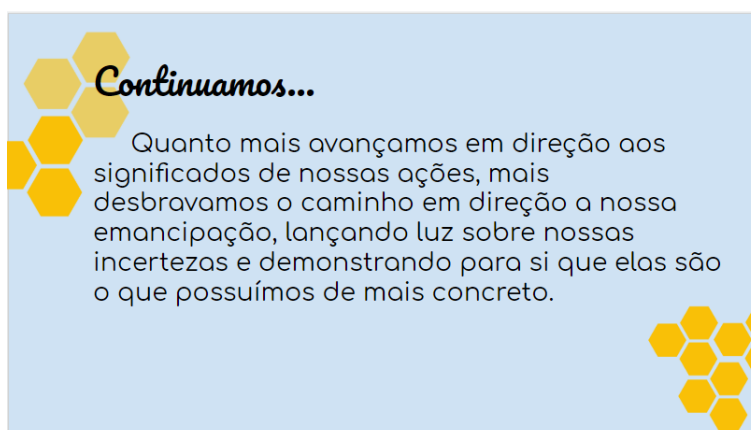 Continuamos...
Quanto mais avançamos em direção aos
significados de nossas ações, mais
desbravamos o caminho em direção a nossa
emancipação, lançando luz sobre nossas
incertezas e demonstrando para si que elas são
o que possuímos de mais concreto.